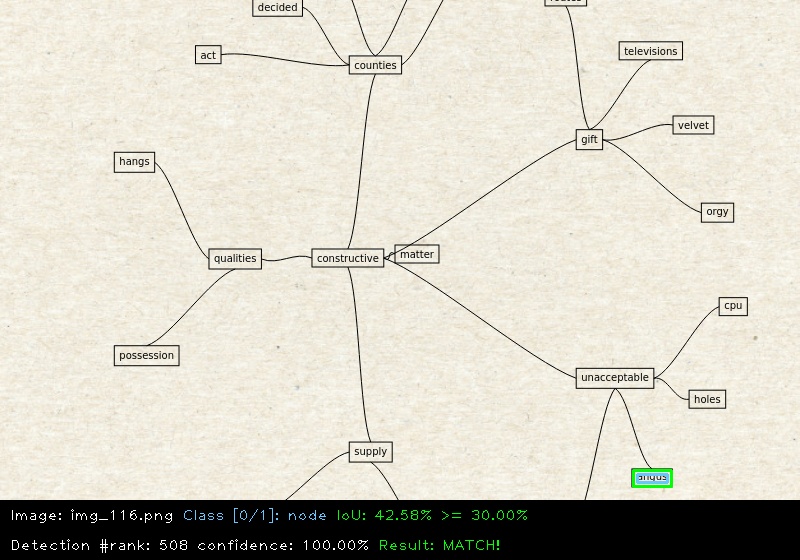 decided
televisions
act
counties
velvet
gift
hangs
orgy
matter
qualities
constructive
cpu
possession
unacceptable
holes
supply
angus
Image: img_116.png Class [0/1]: node IoU: 42.58% >= 30.00%
Detection #rank: 508 confidence: 100.00% Result: MATCH!